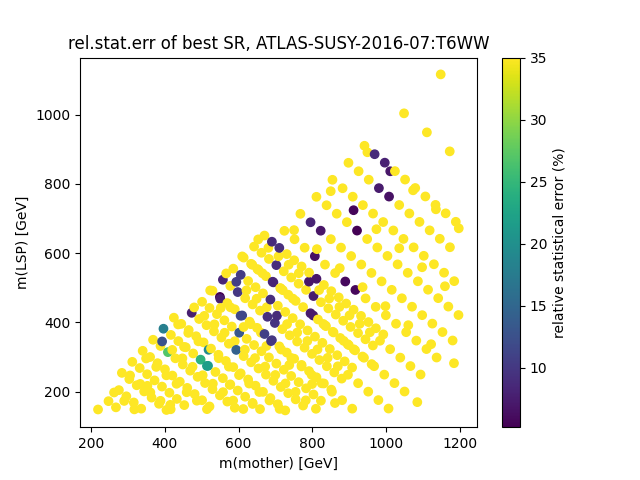 rel.stat.err of best SR, ATLAS-SUSY-2016-07:T6WW
m(LSP) [GeV]
1000
800
600
400
200
200 400 600 800 1000 1200
m(mother) [GeV]
35
30
25
20
15
10
relative statistical error (%)